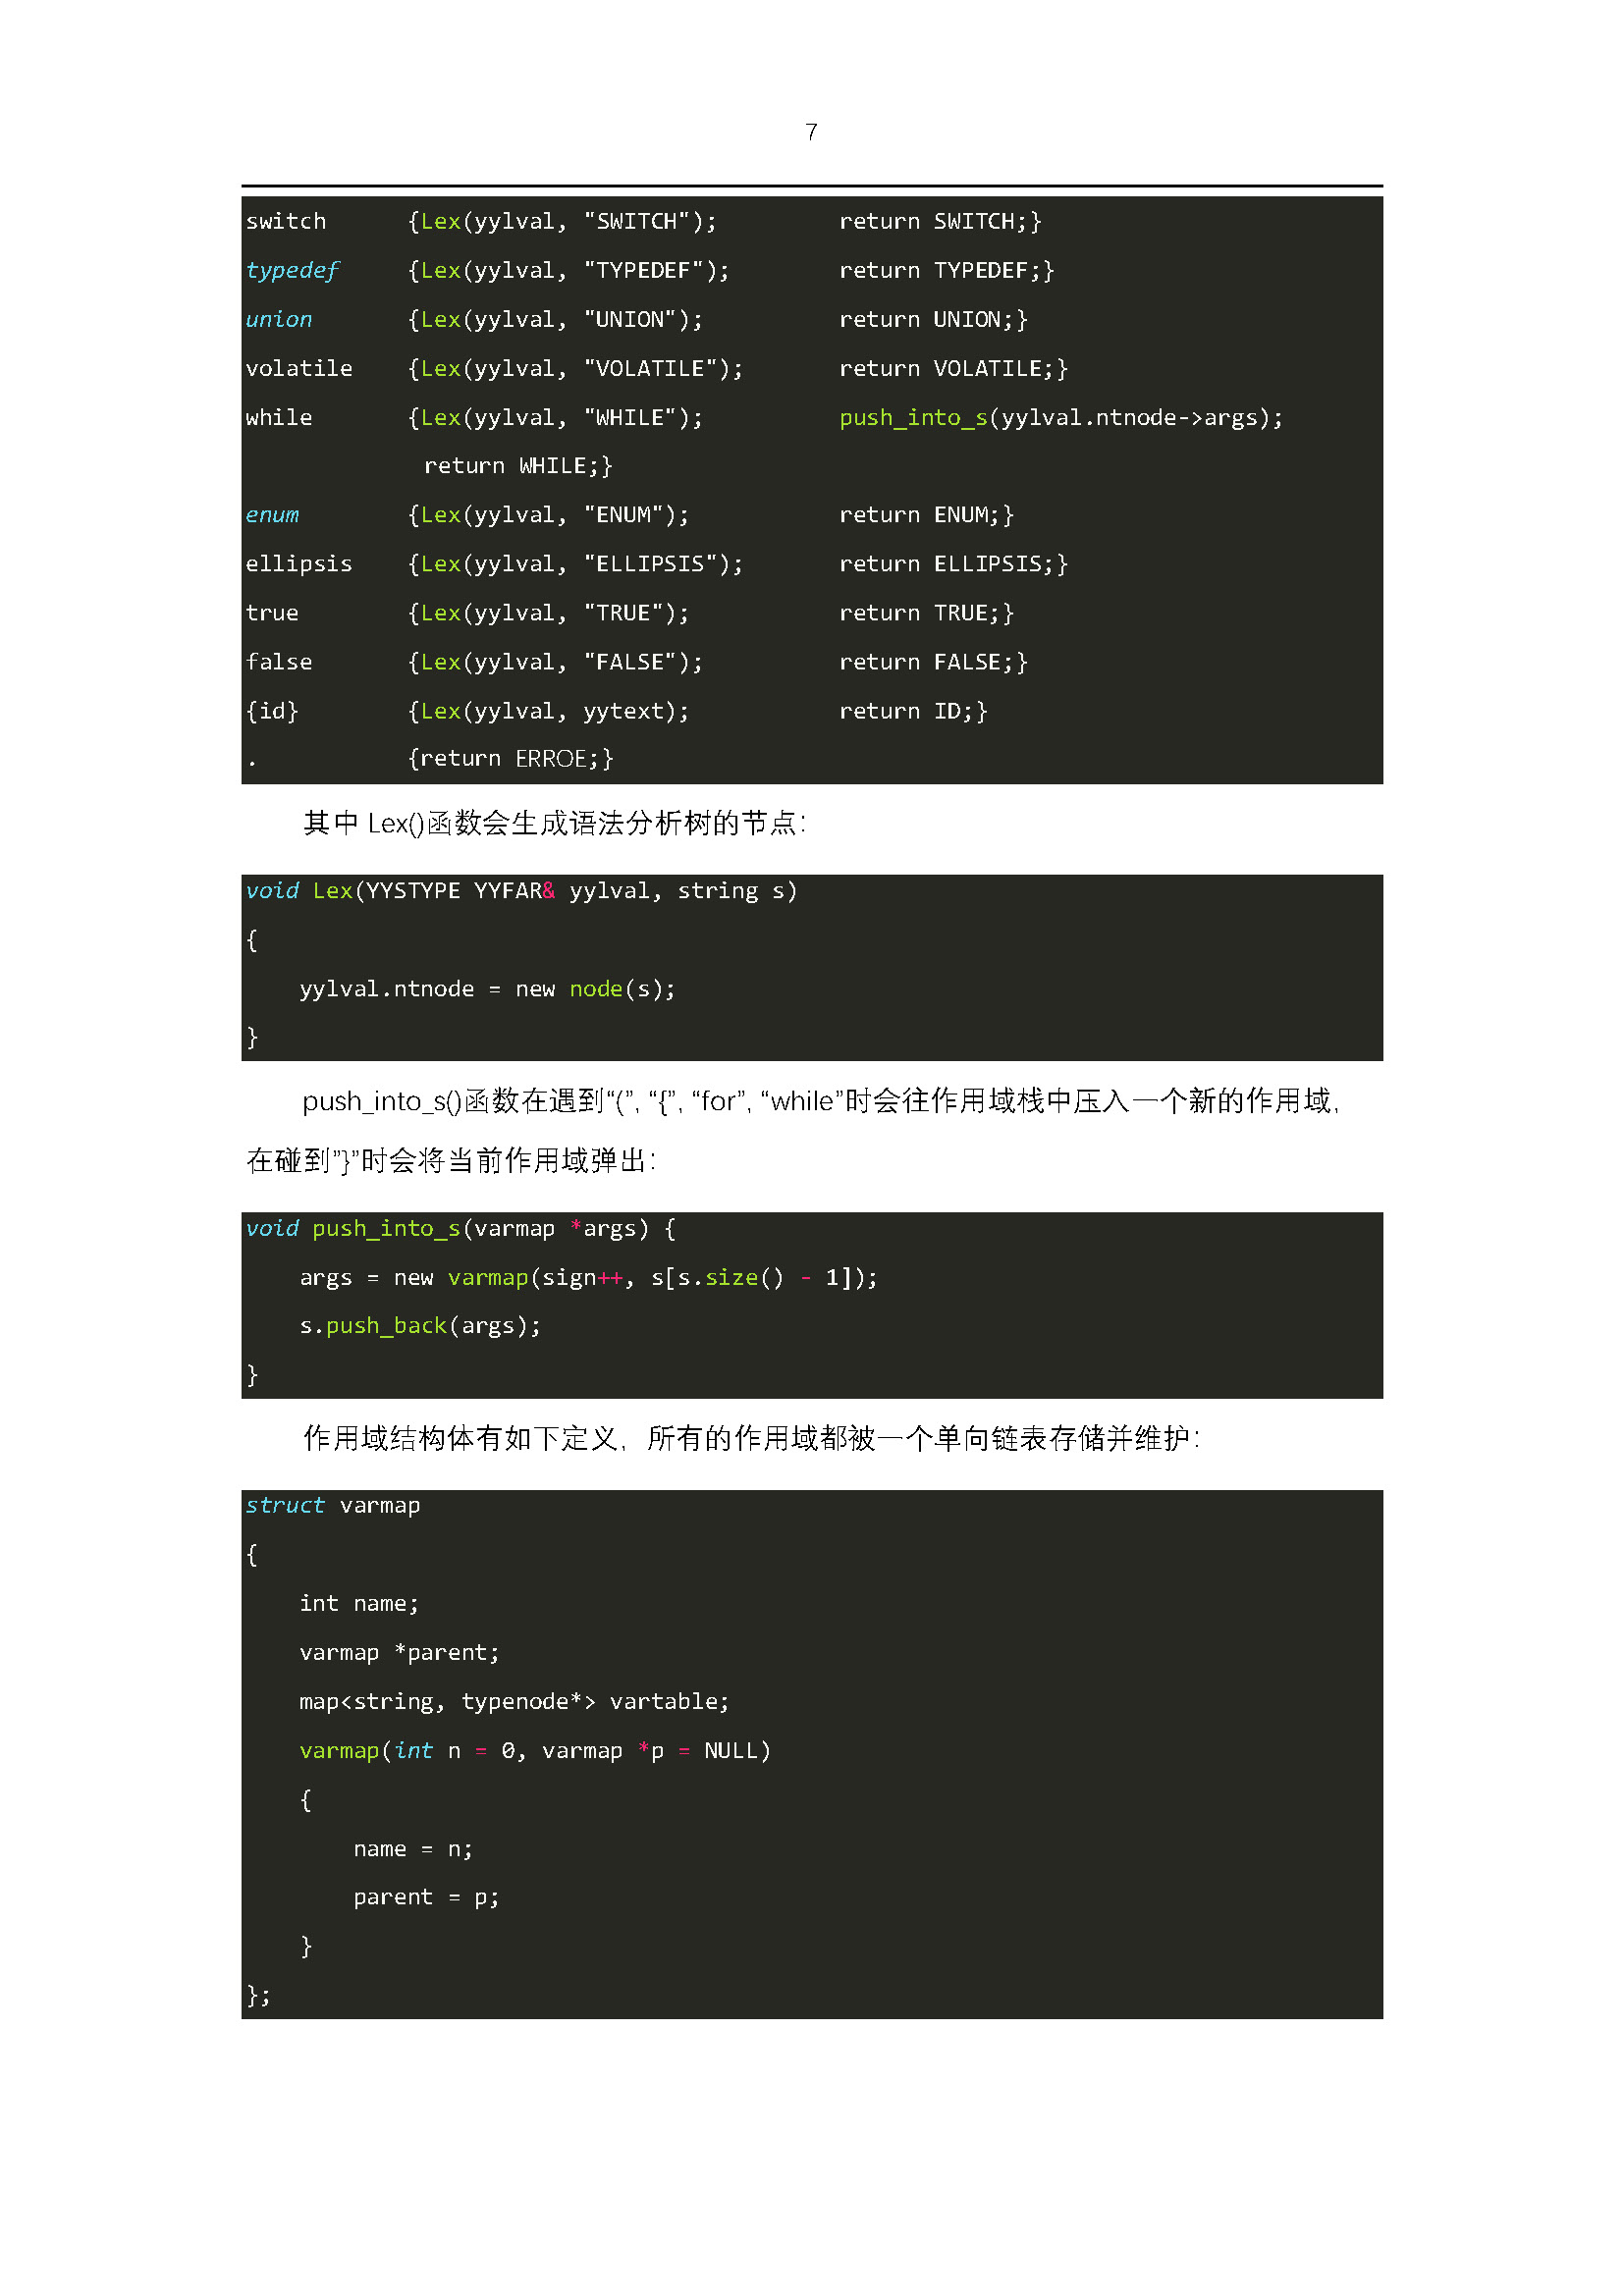 7
switch      {Lex(yylval, "SWITCH");         return SWITCH;}
typedef     {Lex(yylval, "TYPEDEF");        return TYPEDEF;}
union       {Lex(yylval, "UNION");          return UNION;}
volatile    {Lex(yylval, "VOLATILE");       return VOLATILE;}
while       {Lex(yylval, "WHILE");          push_into_s(yylval.ntnode->args);
             return WHILE;}
enum        {Lex(yylval, "ENUM");           return ENUM;}
ellipsis    {Lex(yylval, "ELLIPSIS");       return ELLIPSIS;}
true        {Lex(yylval, "TRUE");           return TRUE;}
false       {Lex(yylval, "FALSE");          return FALSE;}
{id}        {Lex(yylval, yytext);           return ID;}
.           {return ERROE;}
其中 Lex()函数会生成语法分析树的节点：
void Lex(YYSTYPE YYFAR& yylval, string s)
{
    yylval.ntnode = new node(s);
}
push_into_s()函数在遇到“(”, “{”, “for”, “while”时会往作用域栈中压入一个新的作用域，
在碰到”}”时会将当前作用域弹出：
void push_into_s(varmap *args) {
    args = new varmap(sign++, s[s.size() - 1]);
    s.push_back(args);
}
作用域结构体有如下定义，所有的作用域都被一个单向链表存储并维护：
struct varmap
{
    int name;
    varmap *parent;
    map<string, typenode*> vartable;
    varmap(int n = 0, varmap *p = NULL)
    {
        name = n;
        parent = p;
    }
};